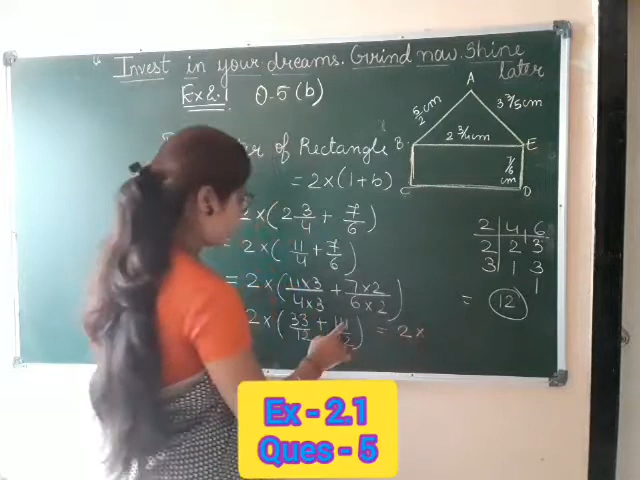 Invest in your dreams. Grind now. Shine later
Ex 2.1 Q.5 (b)
of Rectangle
= 2×(l+b)
2×(2 3/4 + 7/6)
= 2×(11/4 + 7/6)
= 2×(11×3/4×3 + 7×2/6×2)
2×(33/12 + = 2×
A
5/2 cm
3 3/5 cm
B
2 3/4 cm
E
7/6 cm
C
D
2 4, 6
2 2 3
3 1 3
1
= 12
Ex - 2.1
Ques - 5